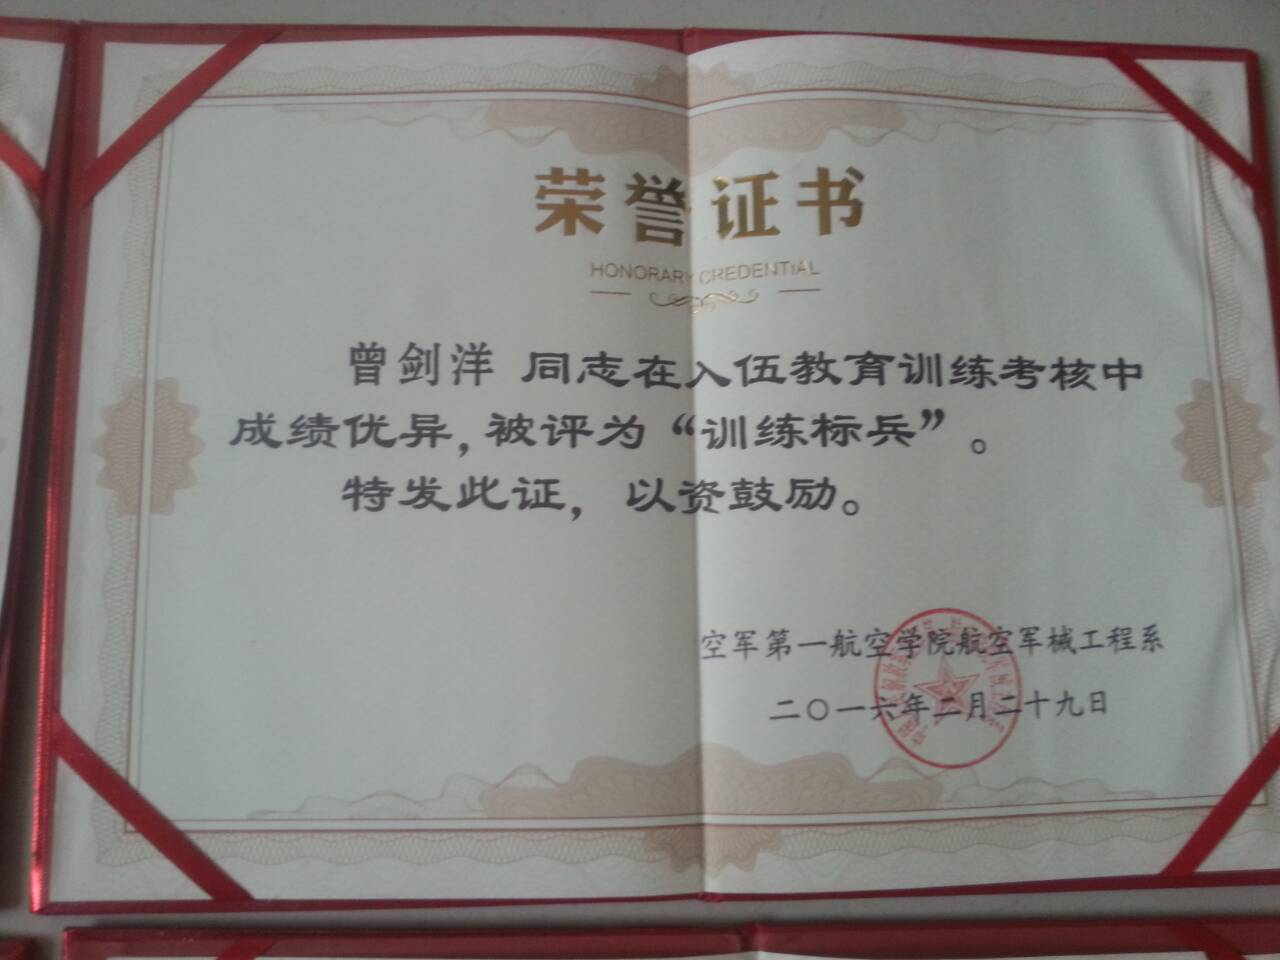 荣誉证书
HONORARY CREDENTIAL
曾剑洋 同志在入伍教育训练考核中
成绩优异,被评为“训练标兵”。
特发此证，以资鼓励。
空军第一航空学院航空军械工程系
二〇一六年二月二十九日